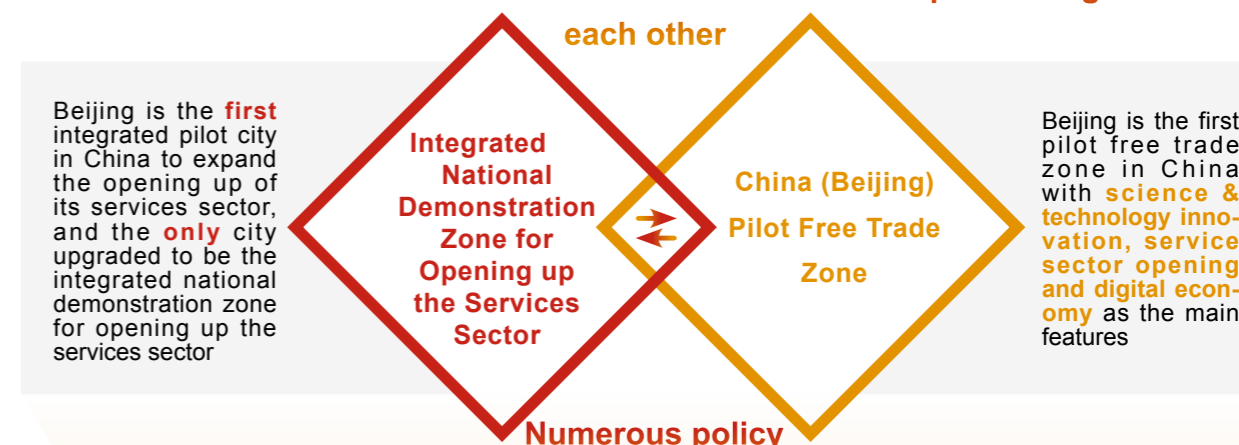 each other
Beijing is the first
integrated pilot city
in China to expand
the opening up of
its services sector,
and the only city
upgraded to be the
integrated national
demonstration zone
for opening up the
services sector
Integrated
National
Demonstration
Zone for
Opening up
the Services
Sector
China (Beijing)
Pilot Free Trade
Zone
Beijing is the first
pilot free trade
zone in China
with science &
technology inno-
vation, service
sector opening
and digital econ-
omy as the main
features
Numerous policy